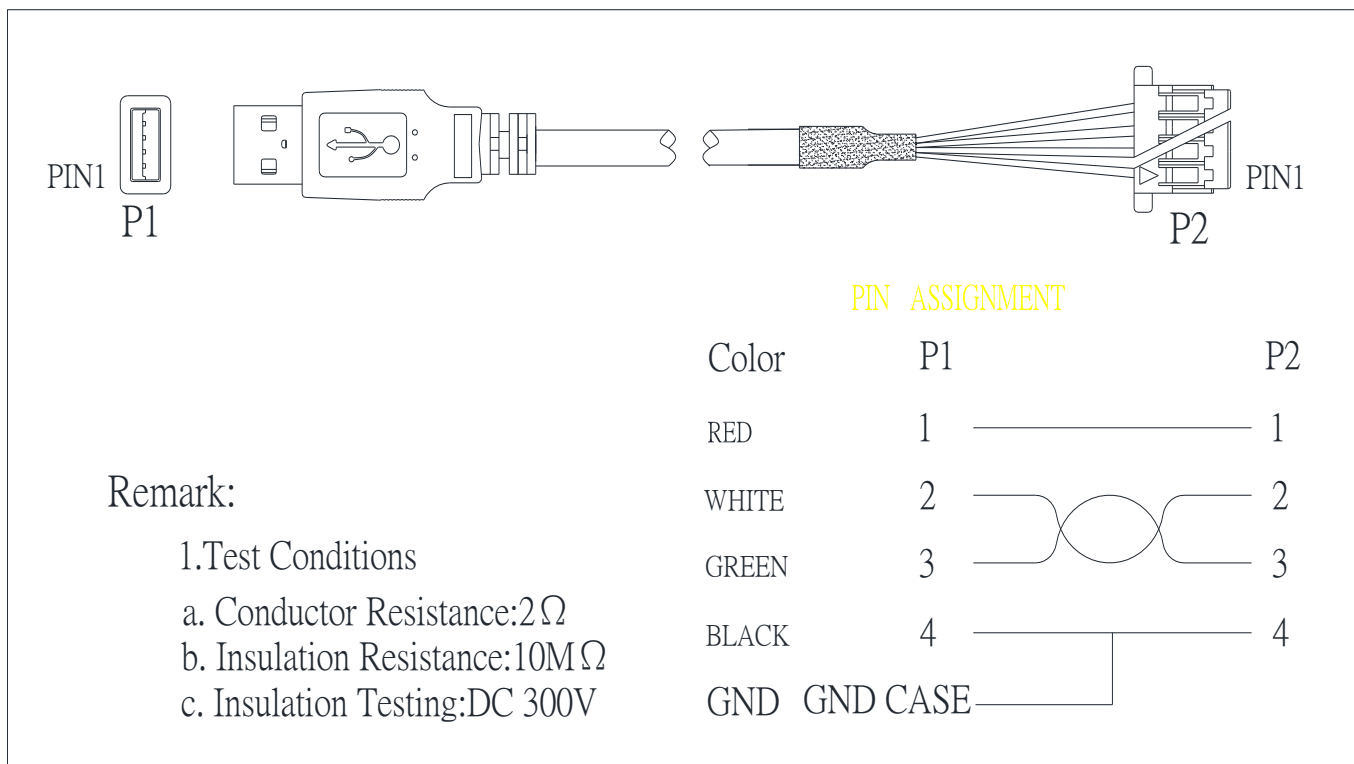 PIN1
P1
PIN1
P2
PIN ASSIGNMENT
Color P1 P2
RED 1 1
WHITE 2 2
GREEN 3 3
BLACK 4 4
GND GND CASE
Remark:
1.Test Conditions
a. Conductor Resistance:2Ω
b. Insulation Resistance:10MΩ
c. Insulation Testing:DC 300V